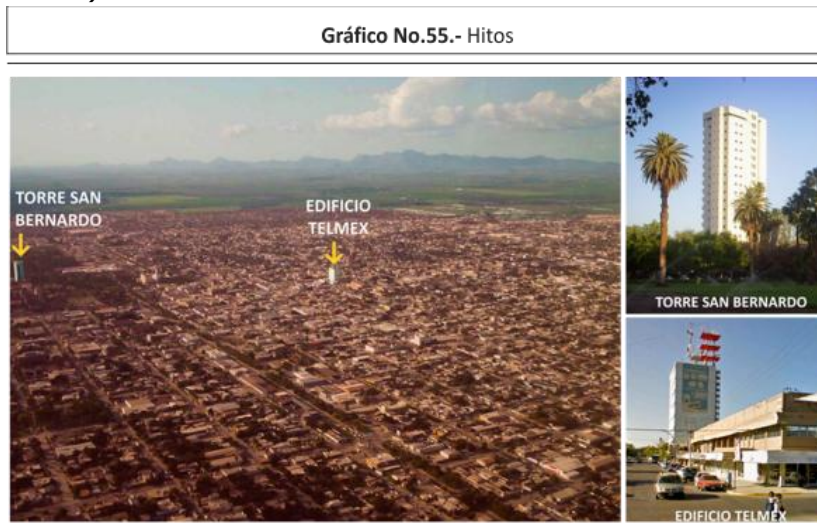 Gráfico No.55.- Hitos
TORRE SAN
BERNARDO
EDIFICIO
TELMEX
TORRE SAN BERNARDO
EDIFICIO TELMEX